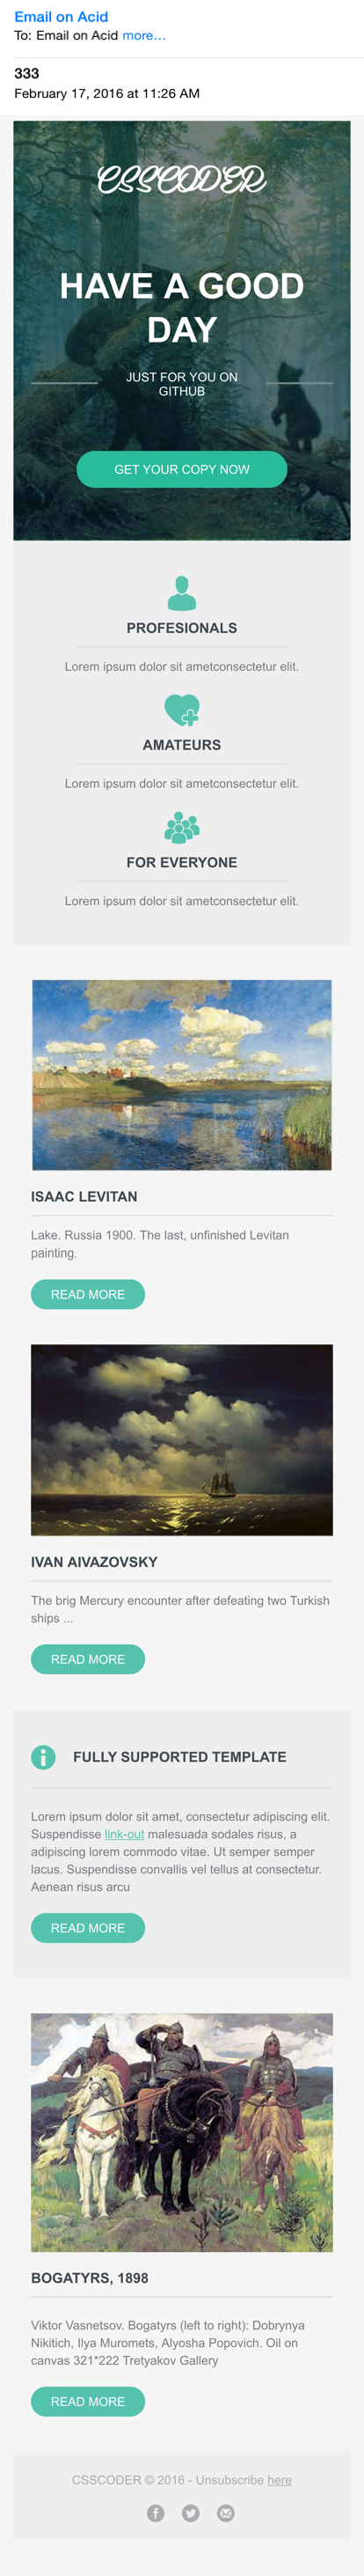 Email on Acid
To: Email on Acid more...
333
February 17, 2016 at 11:26 AM
CSSCODER
HAVE A GOOD
DAY
JUST FOR YOU ON
GITHUB
GET YOUR COPY NOW
PROFESIONALS
Lorem ipsum dolor sit ametconsectetur elit.
AMATEURS
Lorem ipsum dolor sit ametconsectetur elit.
FOR EVERYONE
Lorem ipsum dolor sit ametconsectetur elit.
ISAAC LEVITAN
Lake. Russia 1900. The last, unfinished Levitan
painting.
READ MORE
IVAN AIVAZOVSKY
The brig Mercury encounter after defeating two Turkish
ships ...
READ MORE
FULLY SUPPORTED TEMPLATE
Lorem ipsum dolor sit amet, consectetur adipiscing elit.
Suspendisse link-out malesuada sodales risus, a
adipiscing lorem commodo vitae. Ut semper semper
lacus. Suspendisse convallis vel tellus at consectetur.
Aenean risus arcu
READ MORE
BOGATYRS, 1898
Viktor Vasnetsov. Bogatyrs (left to right): Dobrynya
Nikitich, Ilya Muromets, Alyosha Popovich. Oil on
canvas 321*222 Tretyakov Gallery
READ MORE
CSSCODER © 2016 - Unsubscribe here